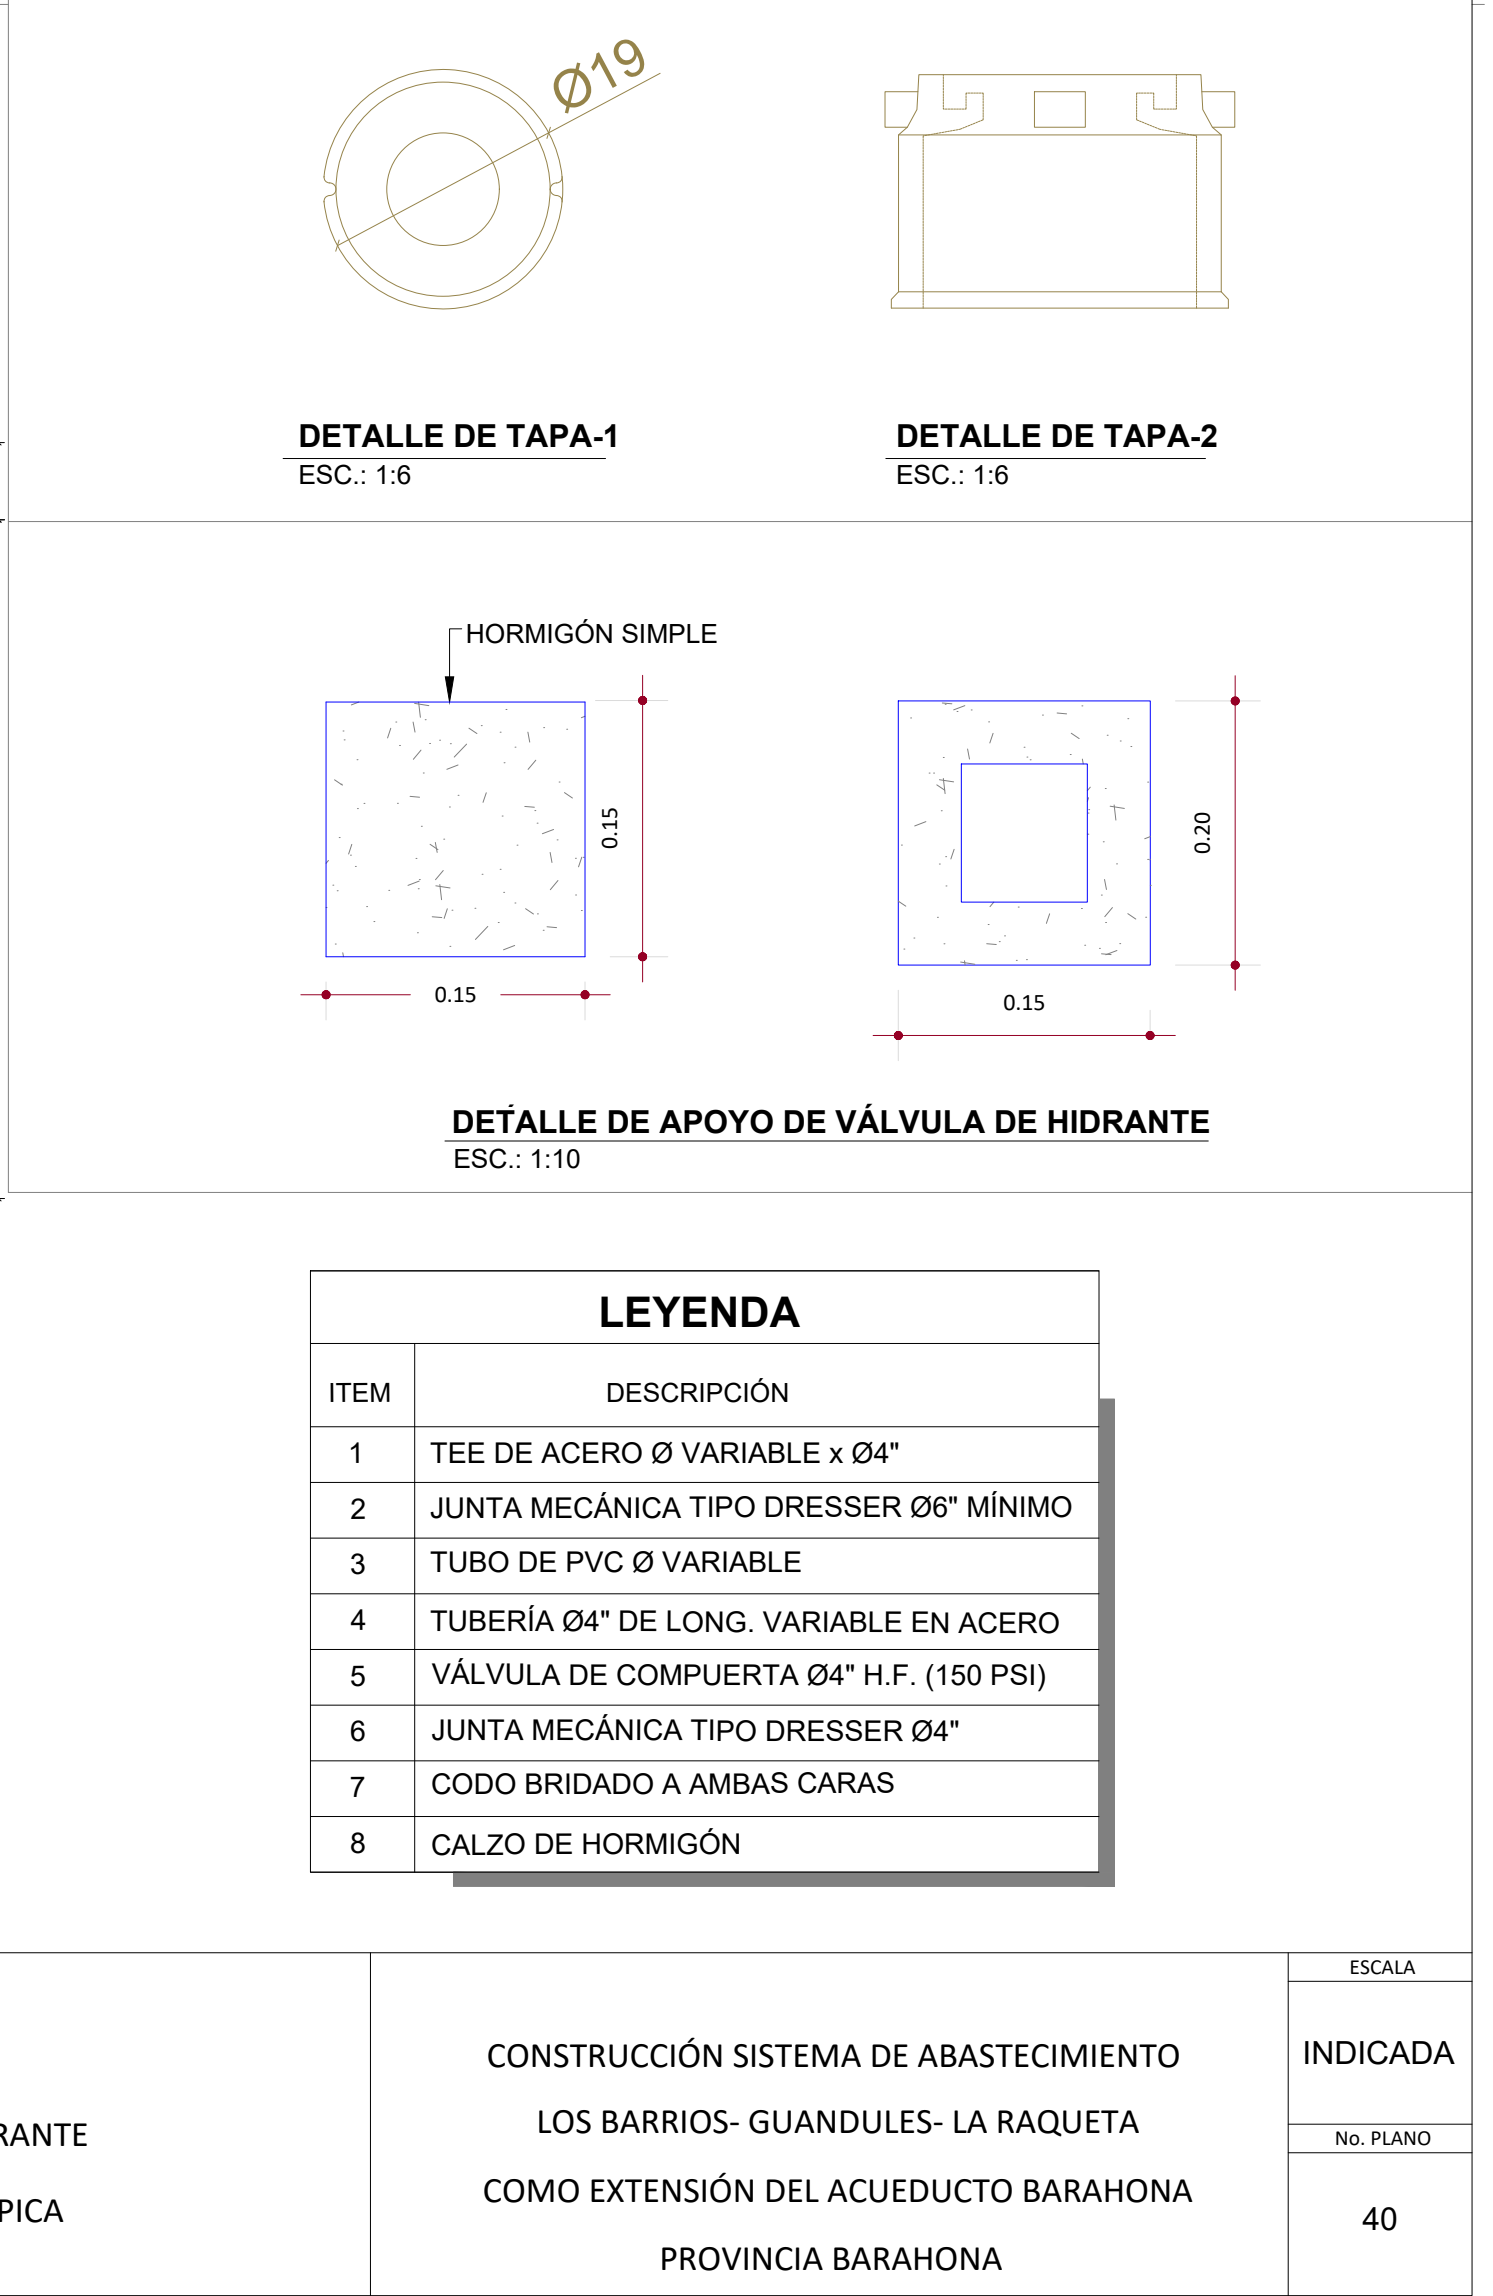 Ø19
DETALLE DE TAPA-1
ESC.: 1:6
DETALLE DE TAPA-2
ESC.: 1:6
HORMIGÓN SIMPLE
0.15
0.15
0.20
0.15
DETALLE DE APOYO DE VÁLVULA DE HIDRANTE
ESC.: 1:10
LEYENDA
ITEM DESCRIPCIÓN
1 TEE DE ACERO Ø VARIABLE x Ø4"
2 JUNTA MECÁNICA TIPO DRESSER Ø6" MÍNIMO
3 TUBO DE PVC Ø VARIABLE
4 TUBERÍA Ø4" DE LONG. VARIABLE EN ACERO
5 VÁLVULA DE COMPUERTA Ø4" H.F. (150 PSI)
6 JUNTA MECÁNICA TIPO DRESSER Ø4"
7 CODO BRIDADO A AMBAS CARAS
8 CALZO DE HORMIGÓN
RANTE
PICA
CONSTRUCCIÓN SISTEMA DE ABASTECIMIENTO
LOS BARRIOS- GUANDULES- LA RAQUETA
COMO EXTENSIÓN DEL ACUEDUCTO BARAHONA
PROVINCIA BARAHONA
ESCALA
INDICADA
No. PLANO
40